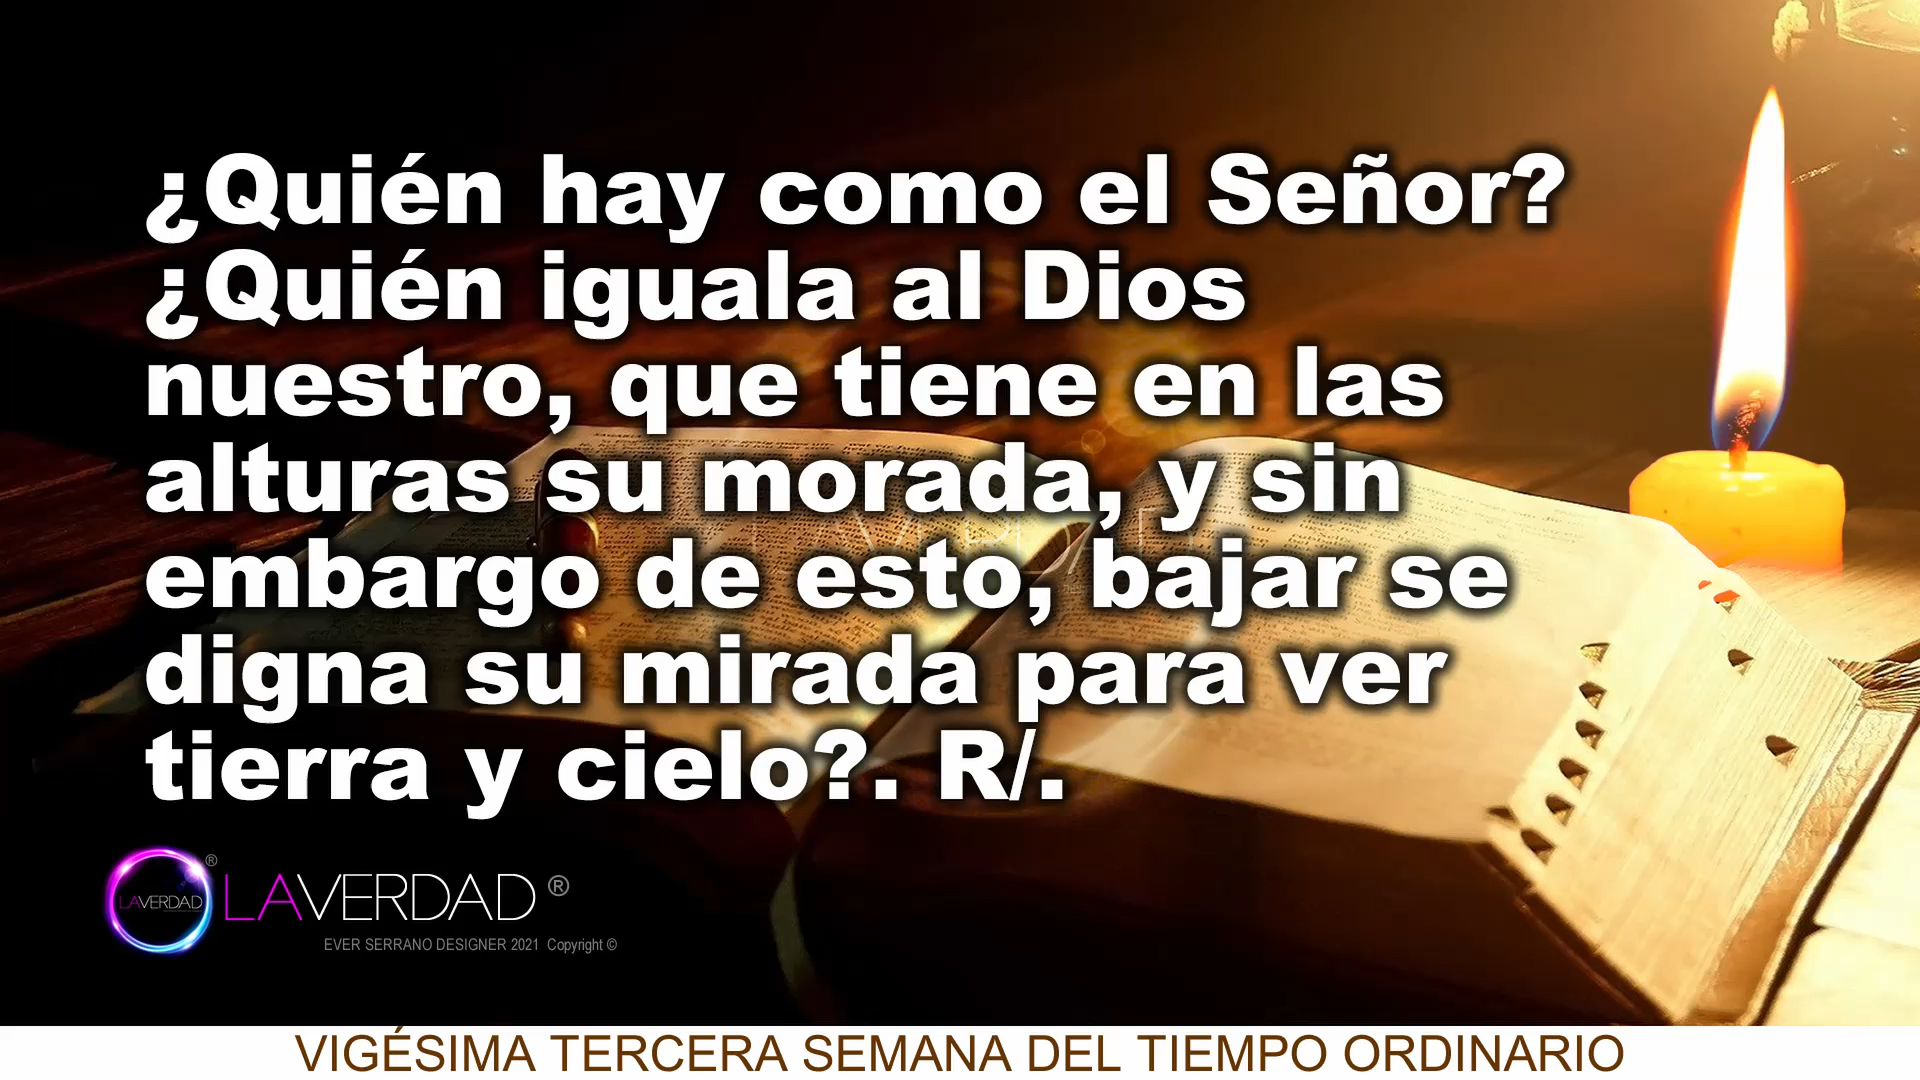 ¿Quién hay como el Señor?
¿Quién iguala al Dios
nuestro, que tiene en las
alturas su morada, y sin
embargo de esto, bajar se
digna su mirada para ver
tierra y cielo?. R/.
LAVERDAD ® LAVERDAD ®
EVER SERRANO DESIGNER 2021 Copyright ©
VIGÉSIMA TERCERA SEMANA DEL TIEMPO ORDINARIO